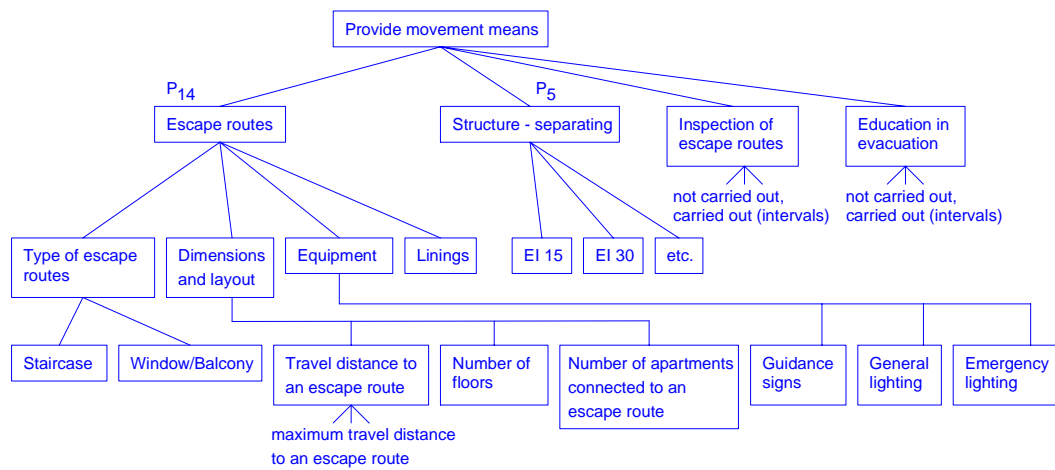 Provide movement means
P14
P5
Escape routes
Structure - separating
Inspection of
escape routes
Education in
evacuation
not carried out,
carried out (intervals)
not carried out,
carried out (intervals)
Type of escape
routes
Dimensions
and layout
Equipment
Linings
EI 15
EI 30
etc.
Staircase
Window/Balcony
Travel distance to
an escape route
Number of
floors
Number of apartments
connected to an
escape route
Guidance
signs
General
lighting
Emergency
lighting
maximum travel distance
to an escape route